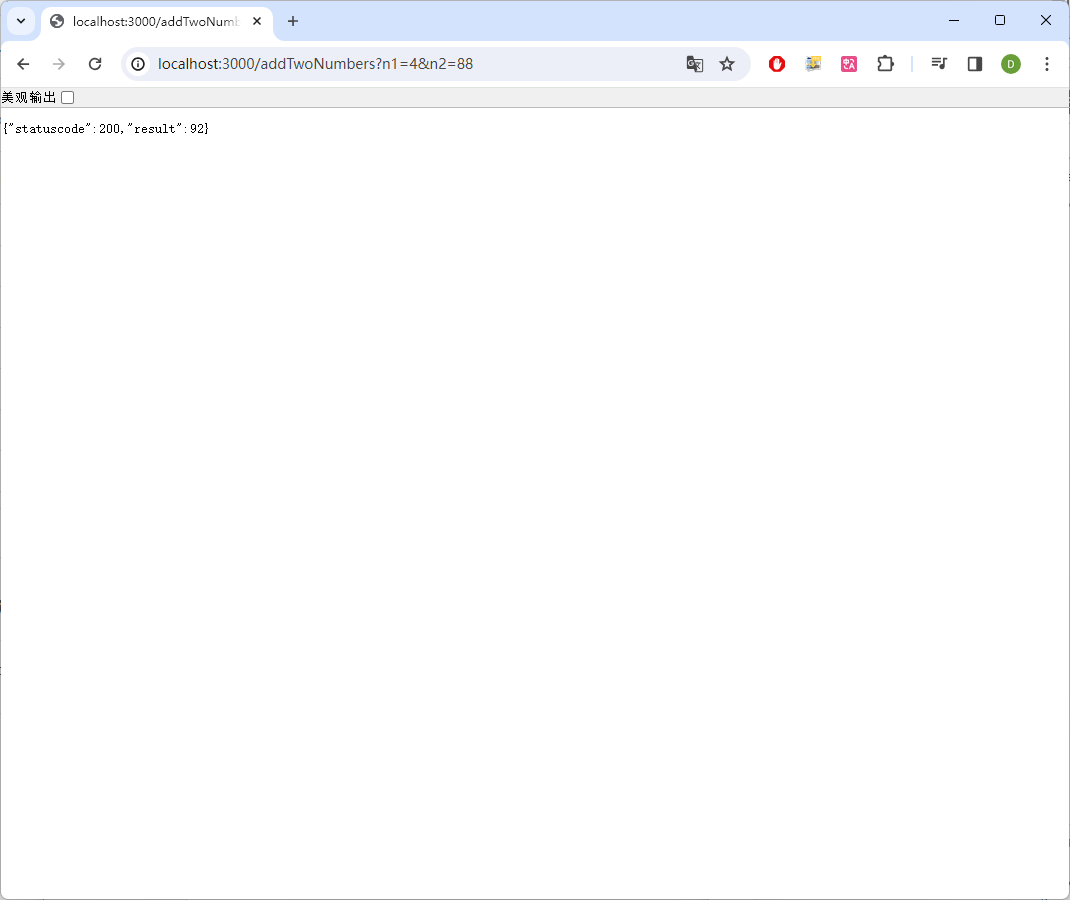 localhost:3000/addTwoNumb
localhost:3000/addTwoNumbers?n1=4&n2=88
D
美观输出
{"statuscode":200,"result":92}